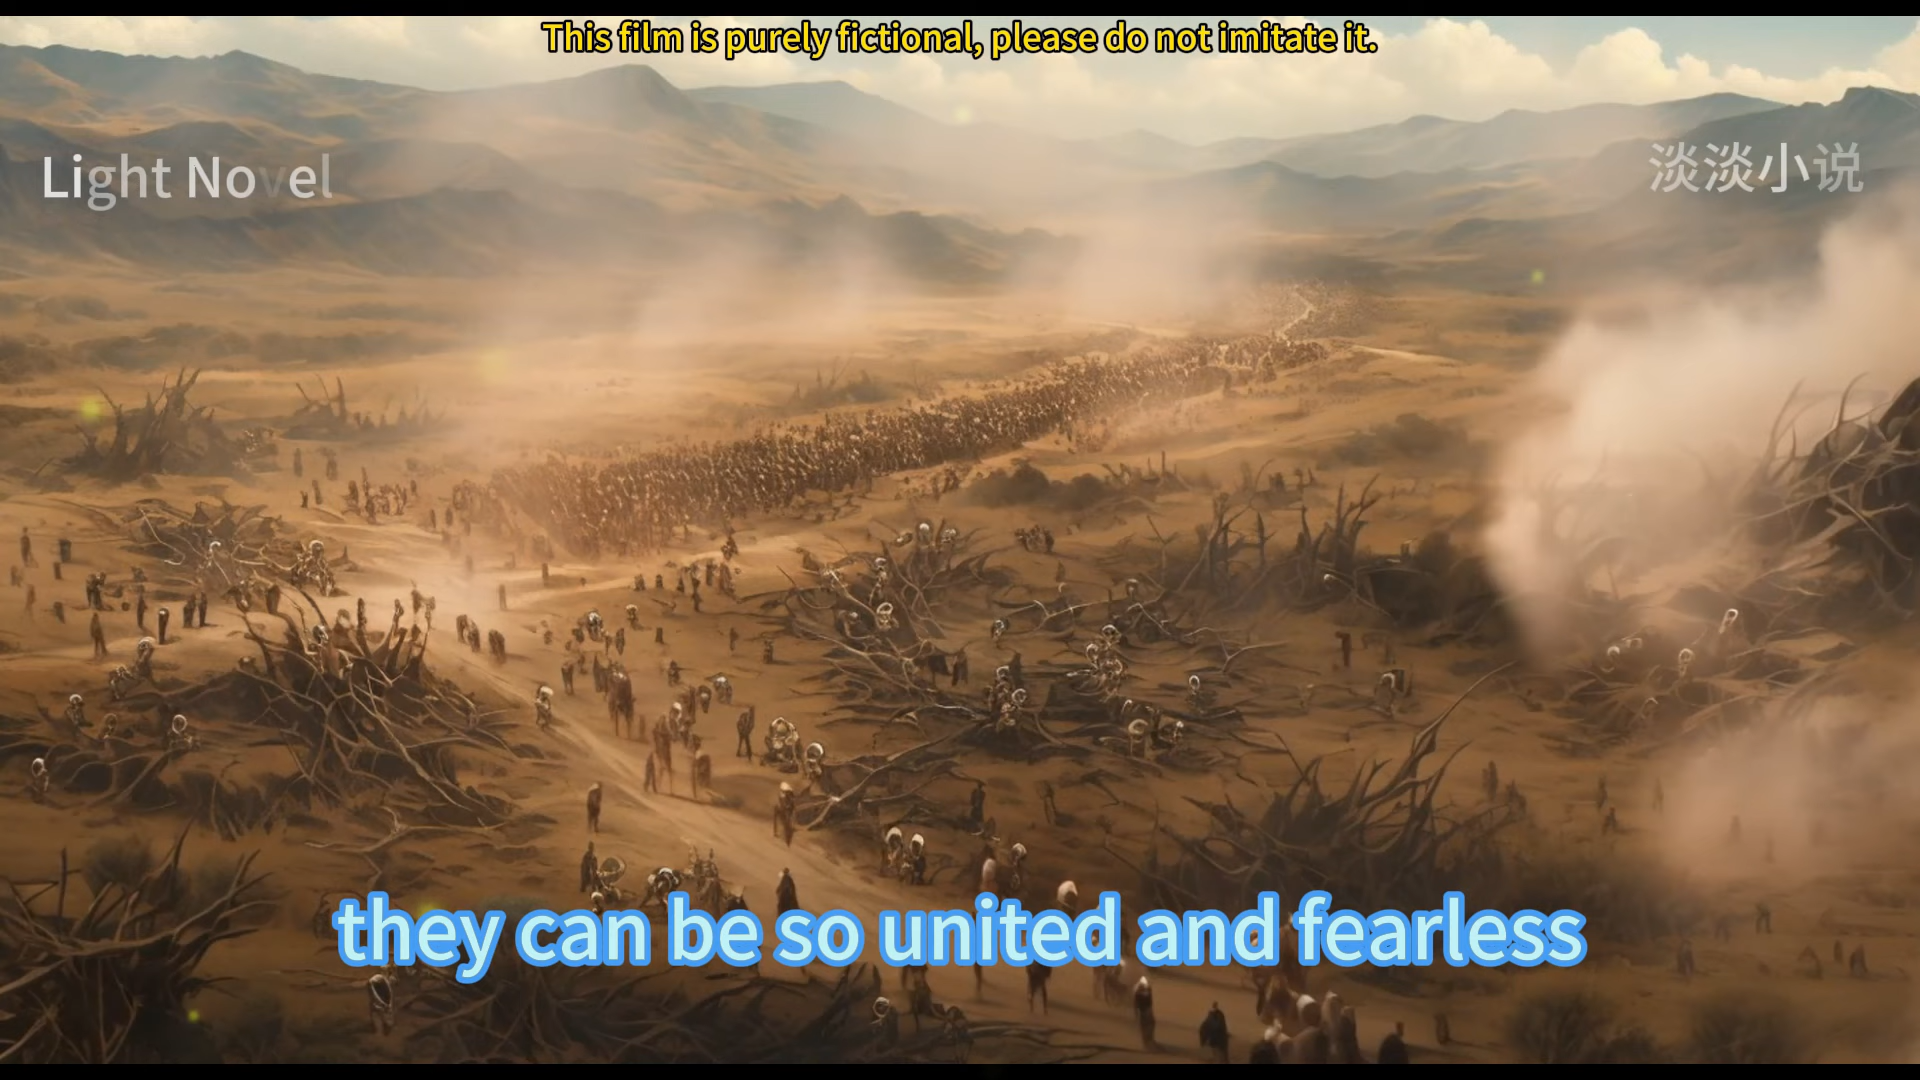 This film is purely fictional, please do not imitate it.
Light Novel
淡淡小说
they can be so united and fearless